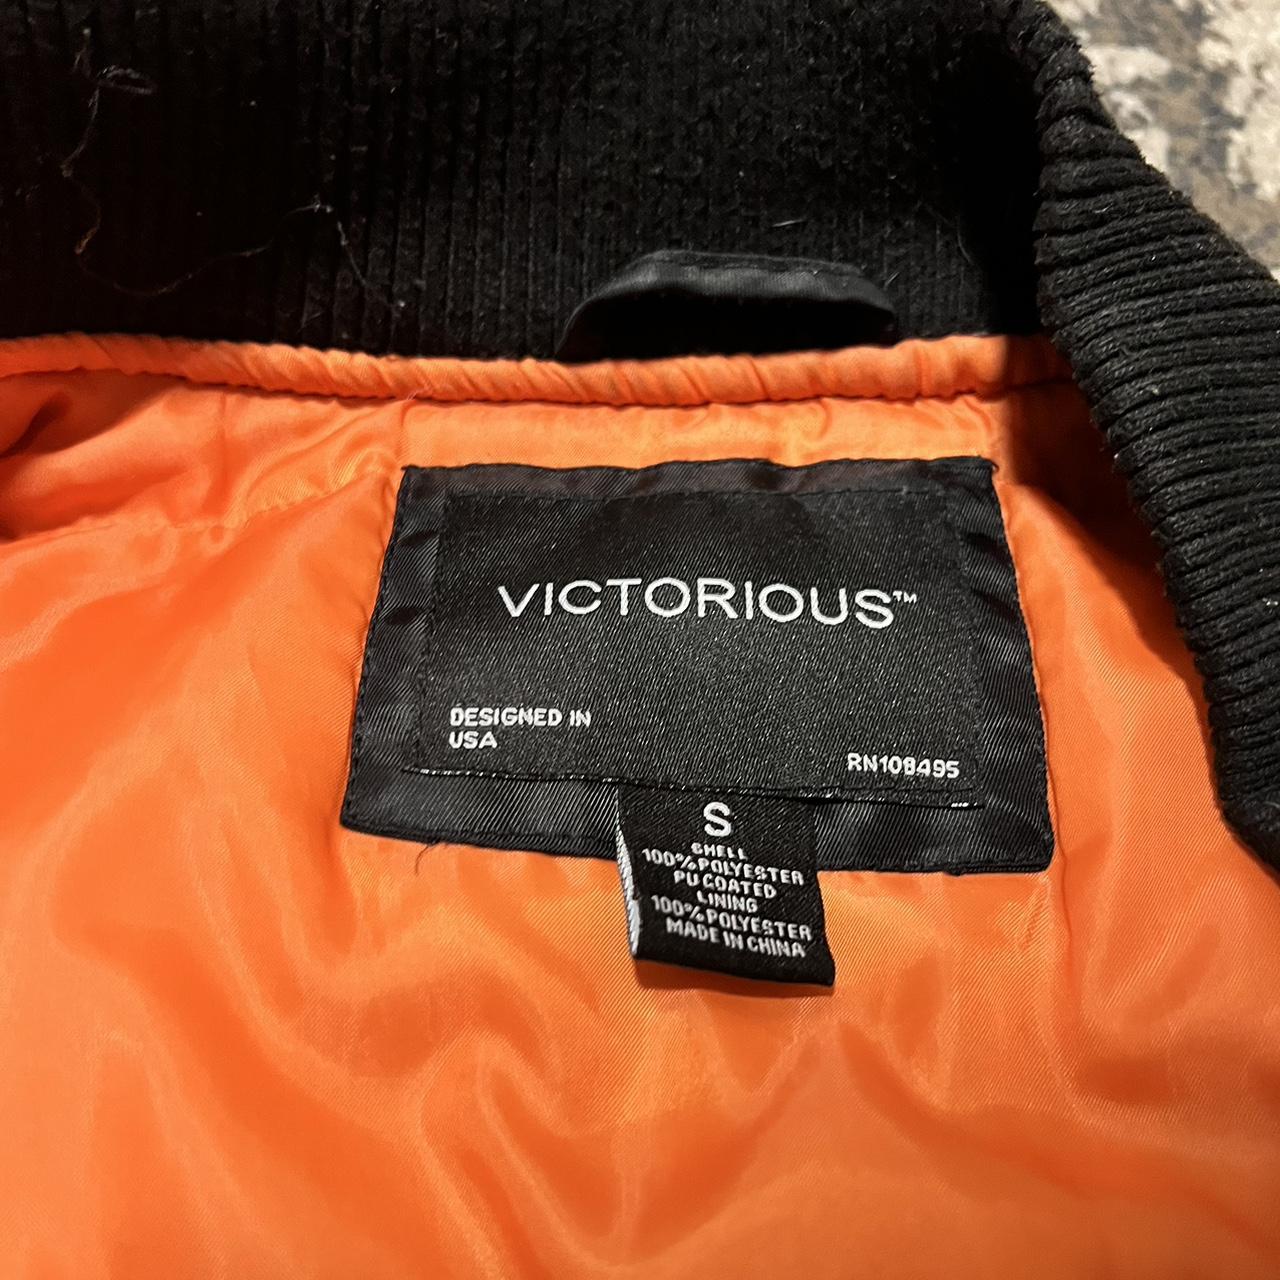 VICTORIOUS™
DESIGNED IN
USA
RN108495
S
SHELL
100%POLYESTER
PU COATED
LINING
100%POLYESTER
MADE IN CHINA